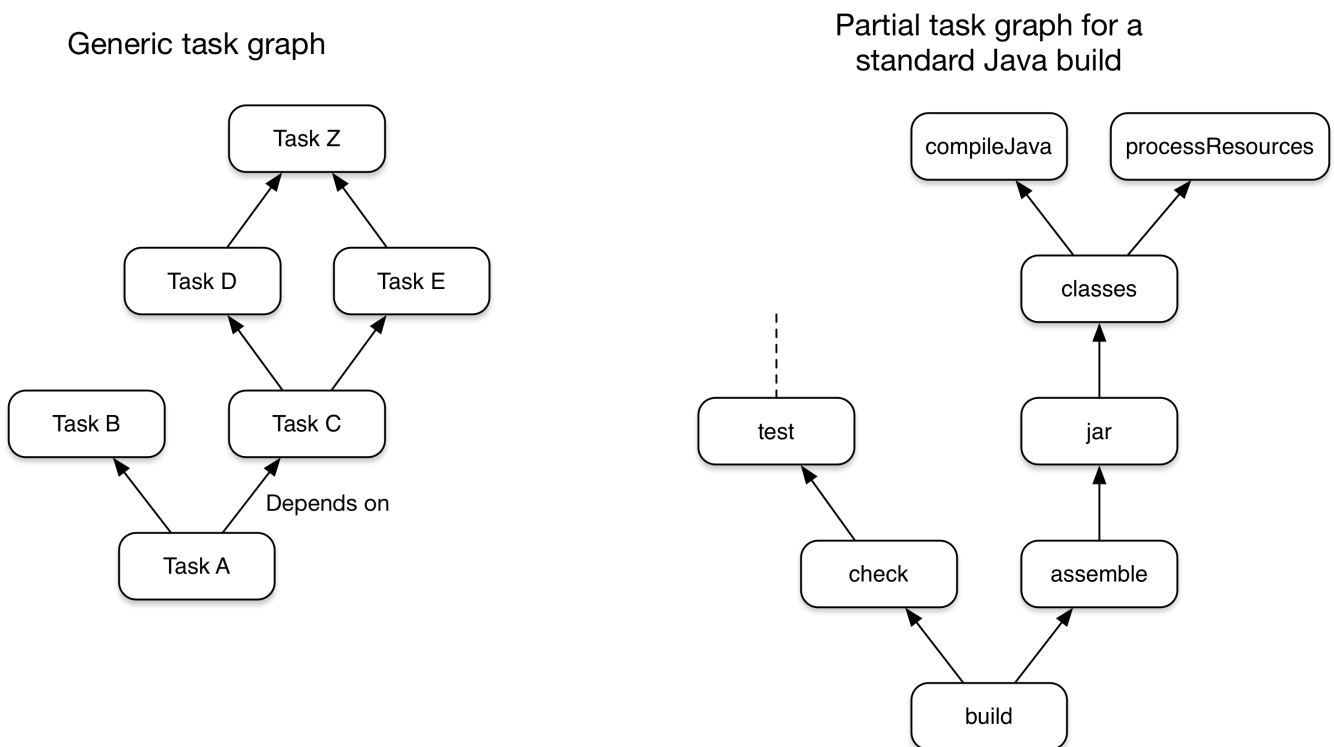 Generic task graph
Task Z
Task D
Task E
Task B
Task C
Depends on
Task A
Partial task graph for a
standard Java build
compileJava
processResources
classes
test
jar
check
assemble
build